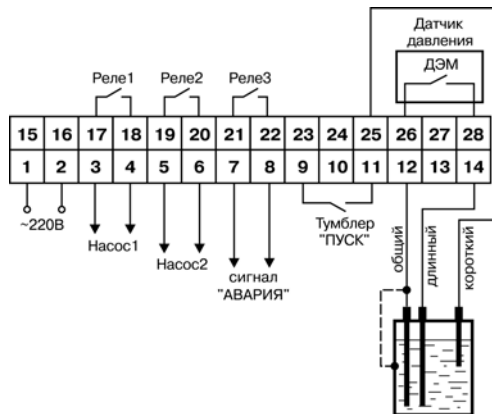 Датчик
давления
ДЭМ
Реле1 Реле2 Реле3
15 16 17 18 19 20 21 22 23 24 25 26 27 28
1 2 3 4 5 6 7 8 9 10 11 12 13 14
~220В
Насос1
Насос2
сигнал
"АВАРИЯ"
Тумблер
"ПУСК"
общий
длинный
короткий